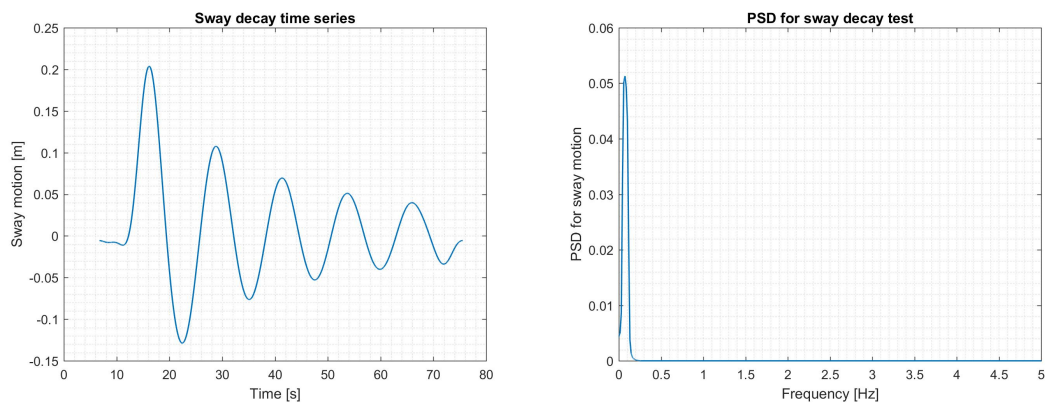 Sway decay time series
0.25
0.2
0.15
0.1
0.05
0
-0.05
-0.1
-0.15
Sway motion [m]
0 10 20 30 40 50 60 70 80
Time [s]
PSD for sway decay test
0.06
0.05
0.04
0.03
0.02
0.01
0
PSD for sway motion
0 0.5 1 1.5 2 2.5 3 3.5 4 4.5 5
Frequency [Hz]